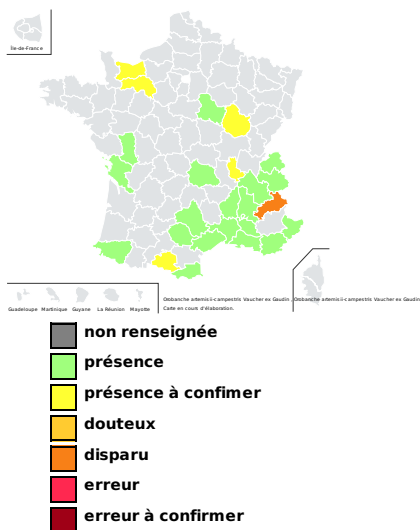 Île-de-France
Guadeloupe Martinique Guyane La Réunion Mayotte
Orobanche artemisii-campestris Vaucher ex Gaudin , Orobanche artemisii-campestris Vaucher ex Gaudin
Carte en cours d'élaboration.
non renseignée
présence
présence à confimer
douteux
disparu
erreur
erreur à confirmer